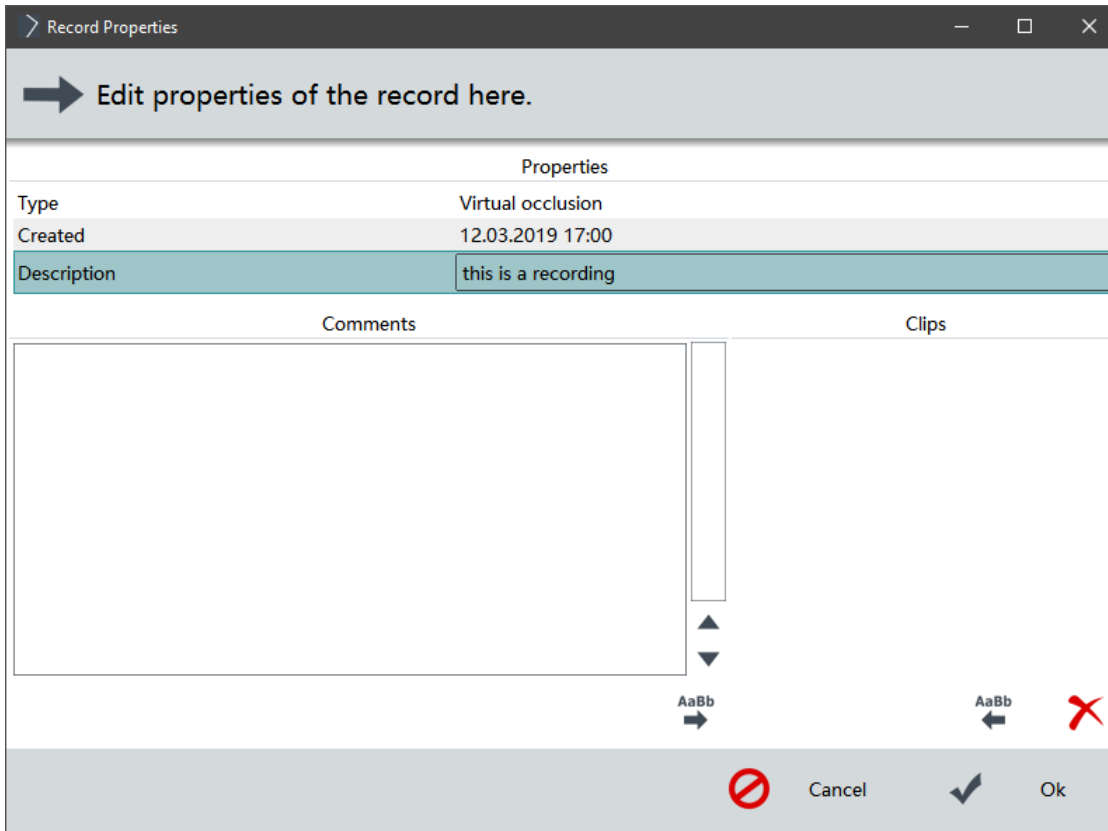 Record Properties
Edit properties of the record here.
Properties
Type Virtual occlusion
Created 12.03.2019 17:00
Description this is a recording
Comments Clips
AaBb AaBb
Cancel Ok